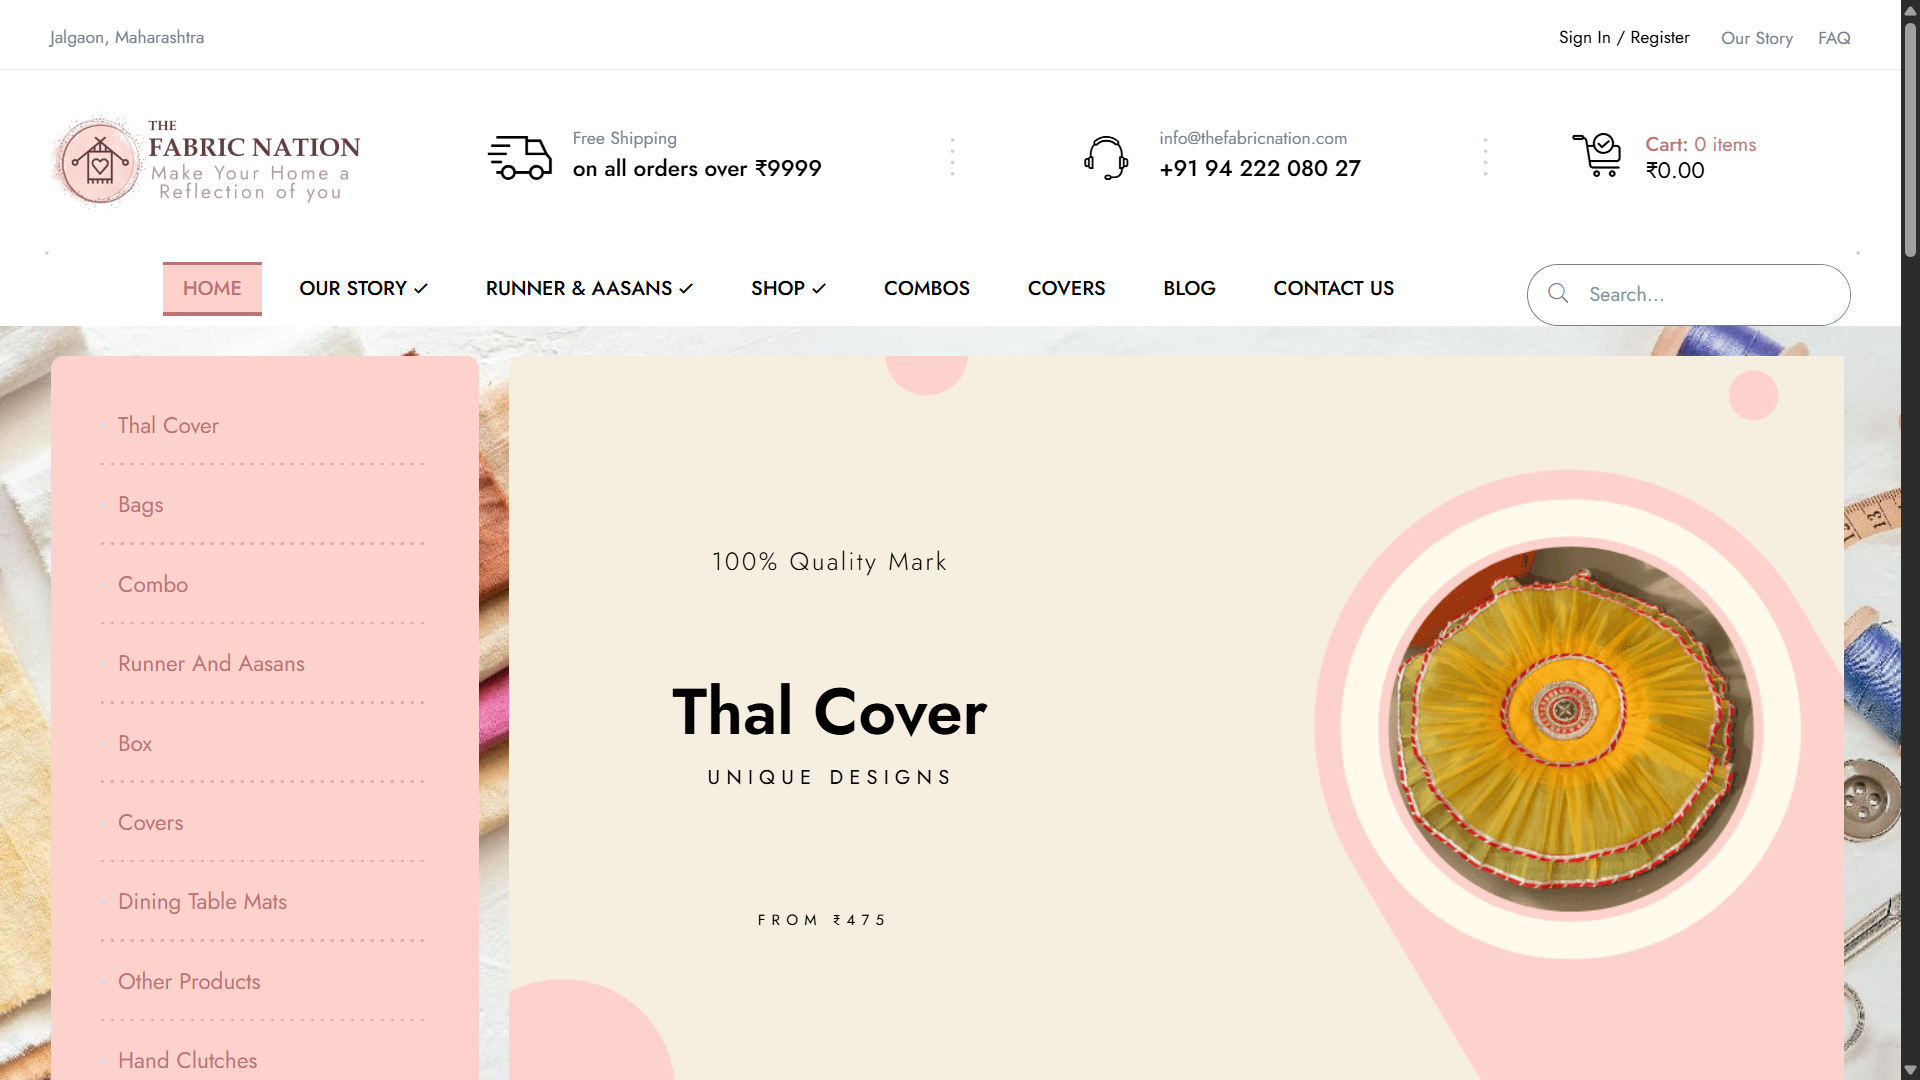 Jalgaon, Maharashtra
Sign In / Register
Our Story
FAQ
THE
FABRIC NATION
Make Your Home a
Reflection of you
Free Shipping
on all orders over ₹9999
info@thefabricnation.com
+91 94 222 080 27
Cart: 0 items
₹0.00
HOME
OUR STORY
RUNNER & AASANS
SHOP
COMBOS
COVERS
BLOG
CONTACT US
Search...
Thal Cover
Bags
Combo
Runner And Aasans
Box
Covers
Dining Table Mats
Other Products
Hand Clutches
100% Quality Mark
Thal Cover
UNIQUE DESIGNS
FROM ₹475
13